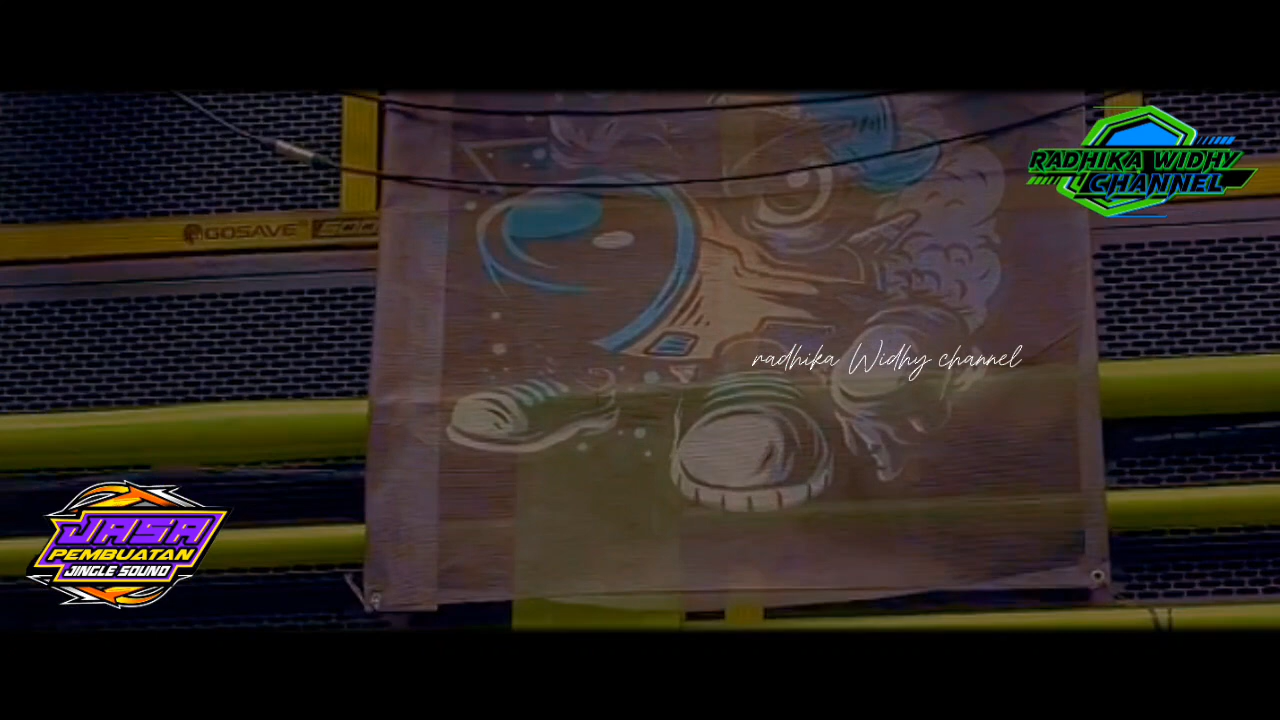 RADHIKA WIDHY
CHANNEL
GOSAVE
radhika Widhy channel
JASA
PEMBUATAN
JINGLE SOUND